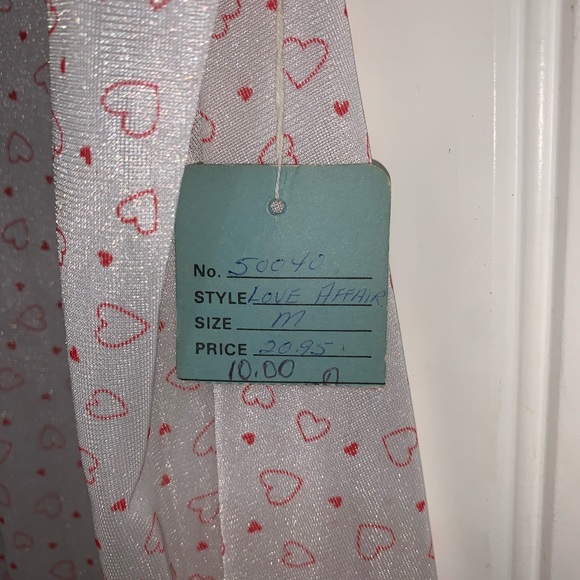 No. 50040
STYLE LOVE AFFAIR
SIZE M
PRICE 20.95
10.00